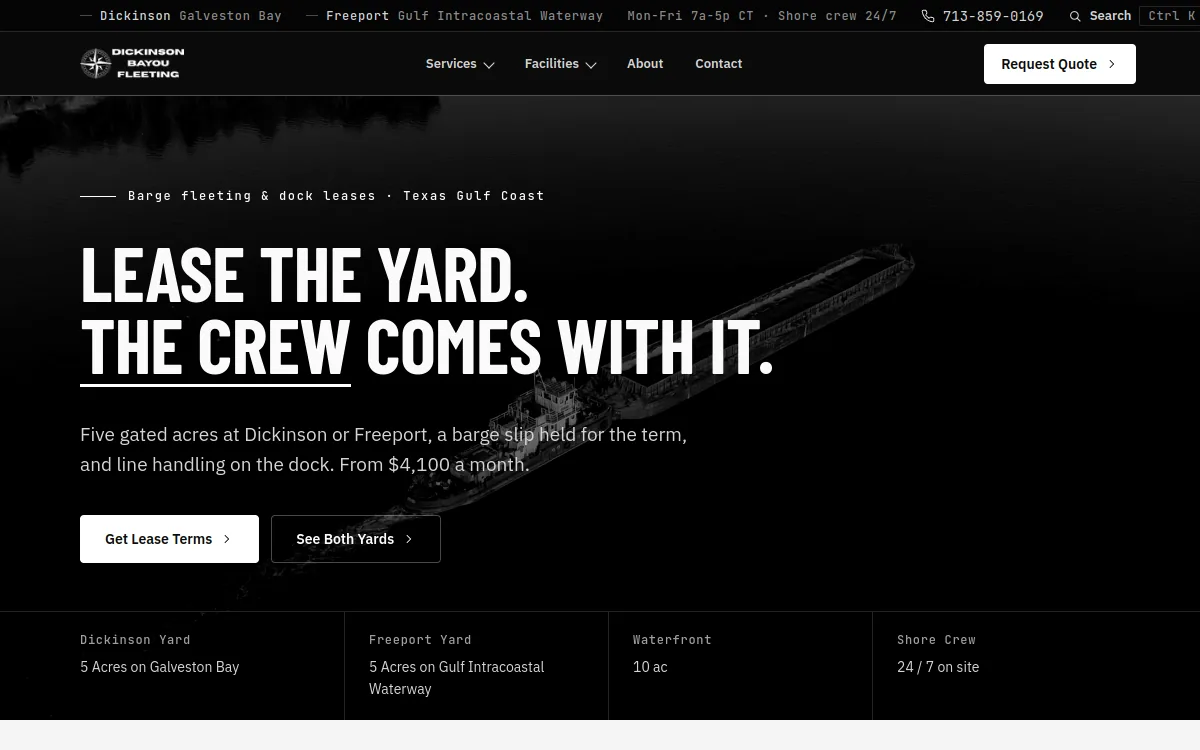 Dickinson Galveston Bay Freeport Gulf Intracoastal Waterway Mon-Fri 7a-5p CT · Shore crew 24/7 713-859-0169 Search Ctrl K
DICKINSON
BAYOU
FLEETING
Services Facilities About Contact Request Quote
Barge fleeting & dock leases · Texas Gulf Coast
LEASE THE YARD.
THE CREW COMES WITH IT.
Five gated acres at Dickinson or Freeport, a barge slip held for the term,
and line handling on the dock. From $4,100 a month.
Get Lease Terms See Both Yards
Dickinson Yard
5 Acres on Galveston Bay
Freeport Yard
5 Acres on Gulf Intracoastal
Waterway
Waterfront
10 ac
Shore Crew
24 / 7 on site